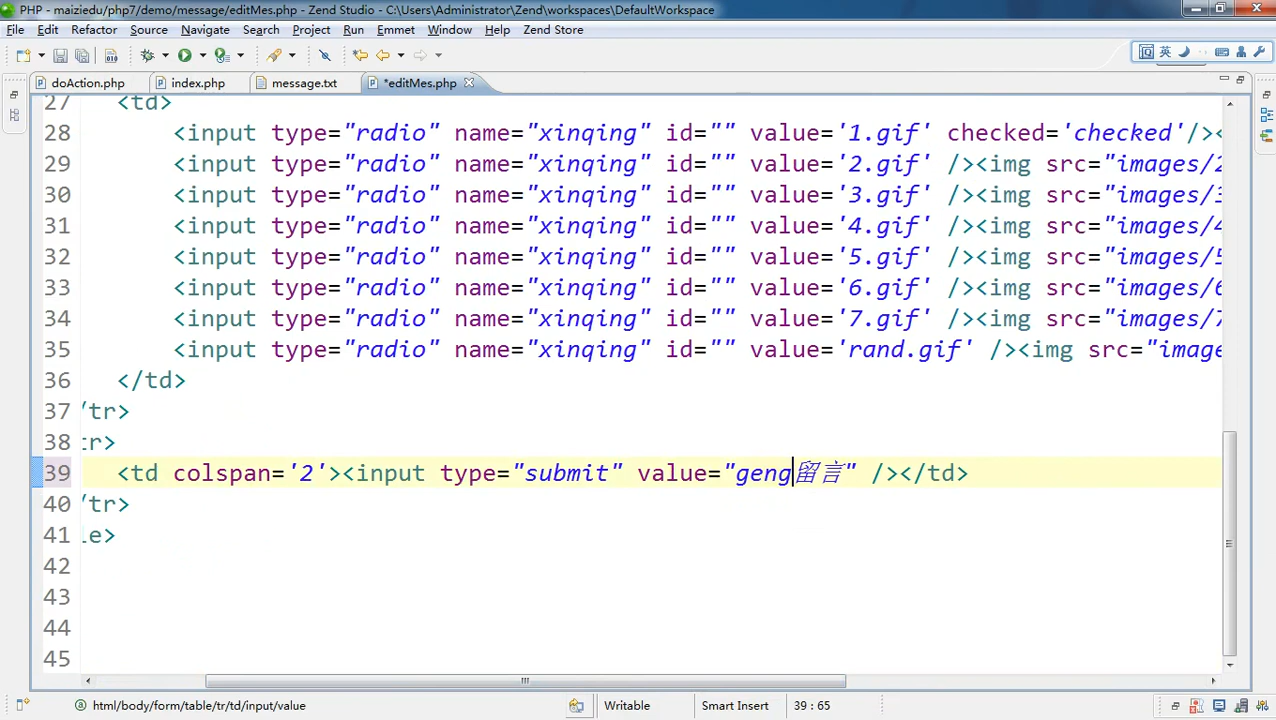 PHP - maiziedu/php7/demo/message/editMes.php - Zend Studio - C:\Users\Administrator\Zend\workspaces\DefaultWorkspace
File Edit Refactor Source Navigate Search Project Run Emmet Window Help Zend Store
英
doAction.php index.php message.txt *editMes.php
27 <td>
28 <input type="radio" name="xinqing" id="" value='1.gif' checked='checked'/><
29 <input type="radio" name="xinqing" id="" value='2.gif' /><img src="images/2
30 <input type="radio" name="xinqing" id="" value='3.gif' /><img src="images/3
31 <input type="radio" name="xinqing" id="" value='4.gif' /><img src="images/4
32 <input type="radio" name="xinqing" id="" value='5.gif' /><img src="images/5
33 <input type="radio" name="xinqing" id="" value='6.gif' /><img src="images/6
34 <input type="radio" name="xinqing" id="" value='7.gif' /><img src="images/7
35 <input type="radio" name="xinqing" id="" value='rand.gif' /><img src="image
36 </td>
37 /tr>
38 tr>
39 <td colspan='2'><input type="submit" value="geng留言" /></td>
40 /tr>
41 le>
42
43
44
45
html/body/form/table/tr/td/input/value Writable Smart Insert 39 : 65